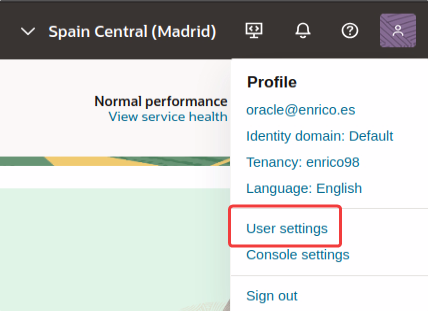 Spain Central (Madrid)
Profile
Normal performance
View service health
oracle@enrico.es
Identity domain: Default
Tenancy: enrico98
Language: English
User settings
Console settings
Sign out